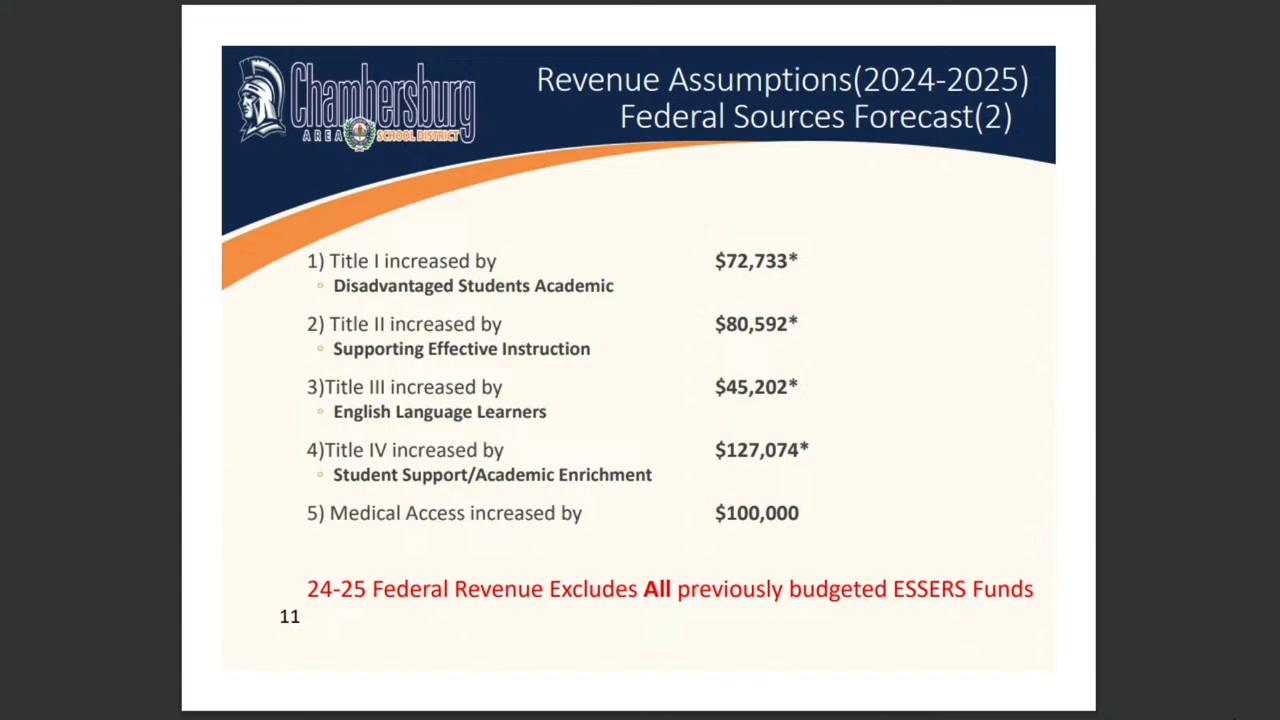 Chambersburg
AREA SCHOOL DISTRICT
Revenue Assumptions(2024-2025)
Federal Sources Forecast(2)
1) Title I increased by $72,733*
◦ Disadvantaged Students Academic
2) Title II increased by $80,592*
◦ Supporting Effective Instruction
3)Title III increased by $45,202*
◦ English Language Learners
4)Title IV increased by $127,074*
◦ Student Support/Academic Enrichment
5) Medical Access increased by $100,000
24-25 Federal Revenue Excludes All previously budgeted ESSERS Funds
11